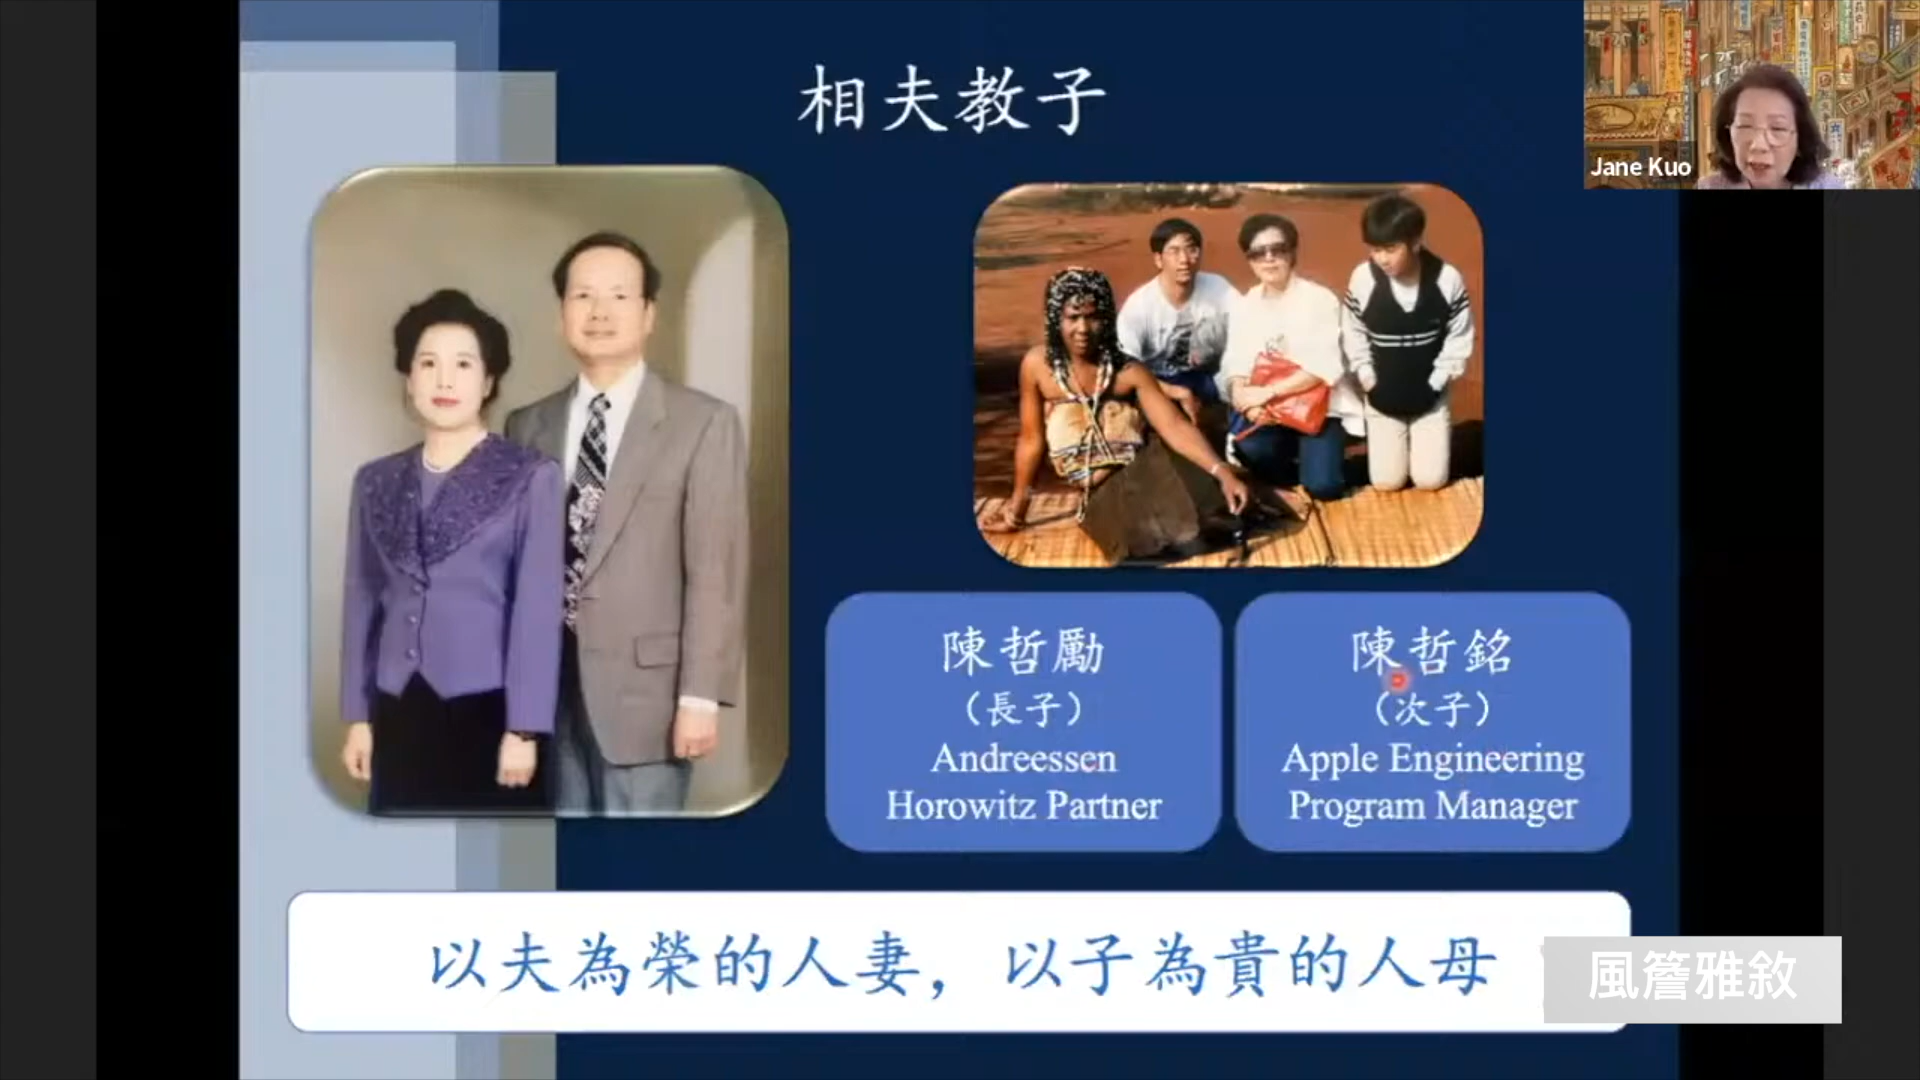 相夫教子
Jane Kuo
陳哲勵
（長子）
Andreessen
Horowitz Partner
陳哲銘
（次子）
Apple Engineering
Program Manager
以夫為榮的人妻，以子為貴的人母
風簷雅敘